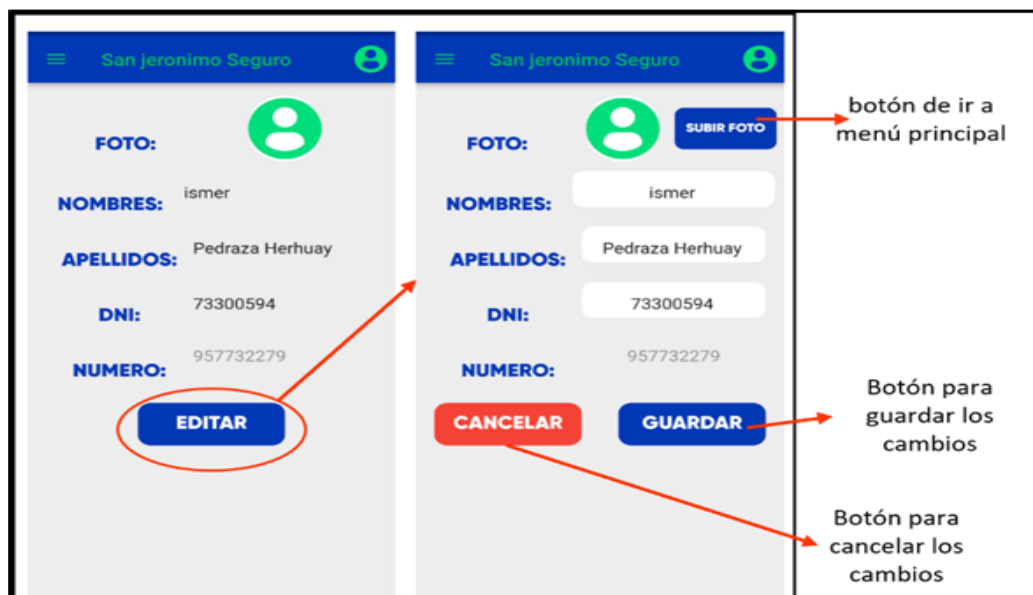 San jeronimo Seguro
FOTO:
NOMBRES:
ismer
APELLIDOS:
Pedraza Herhuay
DNI:
73300594
NUMERO:
957732279
EDITAR
San jeronimo Seguro
FOTO:
SUBIR FOTO
NOMBRES:
ismer
APELLIDOS:
Pedraza Herhuay
DNI:
73300594
NUMERO:
957732279
CANCELAR
GUARDAR
botón de ir a
menú principal
Botón para
guardar los
cambios
Botón para
cancelar los
cambios